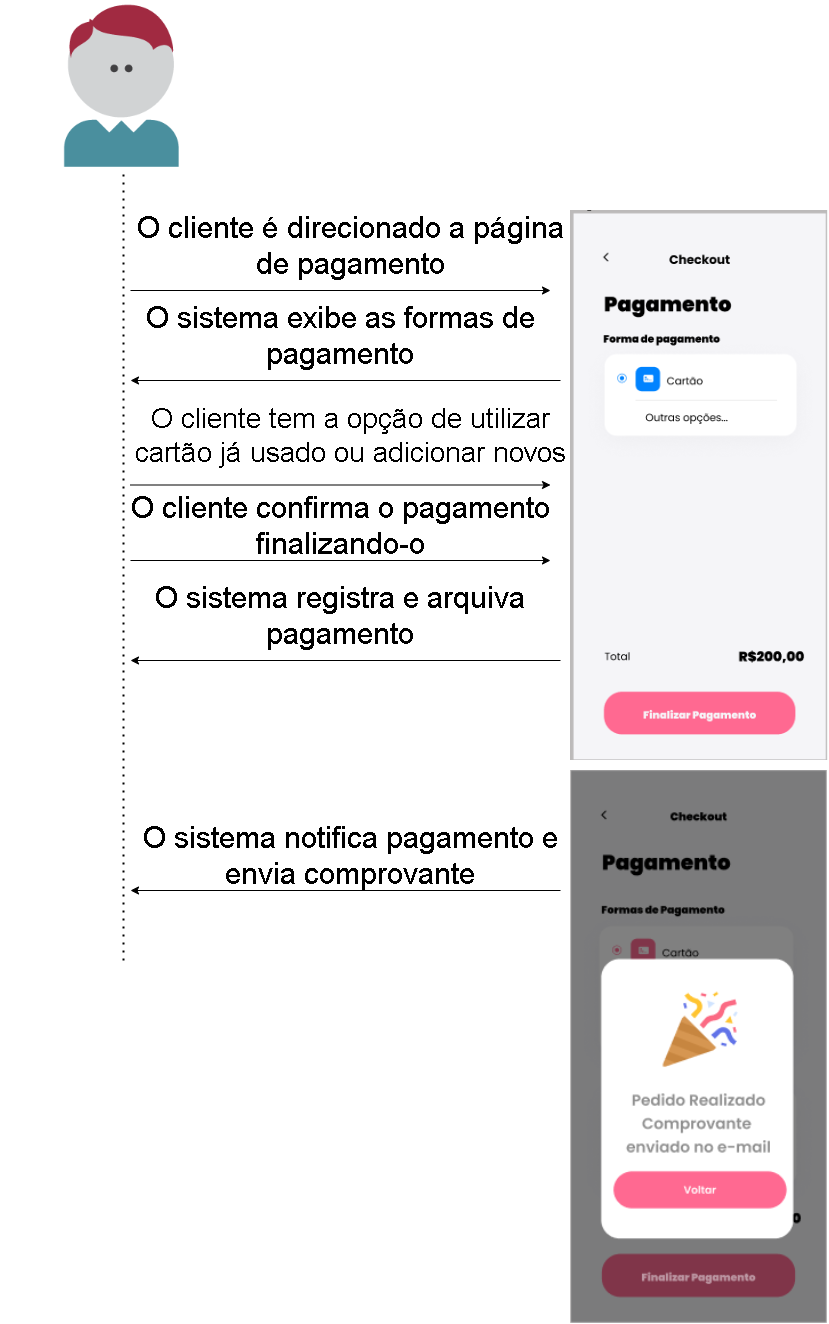 O cliente é direcionado a página
de pagamento
O sistema exibe as formas de
pagamento
O cliente tem a opção de utilizar
cartão já usado ou adicionar novos
O cliente confirma o pagamento
finalizando-o
O sistema registra e arquiva
pagamento
O sistema notifica pagamento e
envia comprovante
Checkout
Pagamento
Forma de pagamento
Cartão
Outras opções...
Total R$200,00
Finalizar Pagamento
Checkout
Pagamento
Formas de Pagamento
Cartão
Pedido Realizado
Comprovante
enviado no e-mail
Voltar
0
Finalizar Pagamento